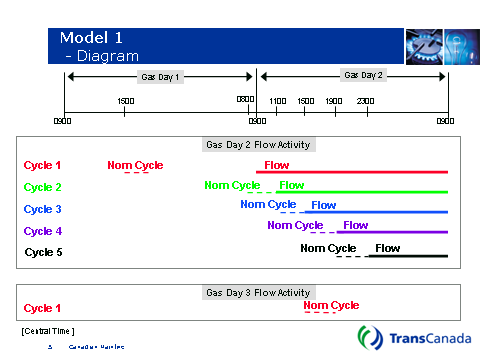 Model 1
- Diagram
Gas Day 1
Gas Day 2
1500
0800
1100
1500
1900
2300
0900
0900
0900
Gas Day 2 Flow Activity
Cycle 1 Nom Cycle Flow
Cycle 2 Nom Cycle Flow
Cycle 3 Nom Cycle Flow
Cycle 4 Nom Cycle Flow
Cycle 5 Nom Cycle Flow
Gas Day 3 Flow Activity
Cycle 1 Nom Cycle
[Central Time ]
TransCanada